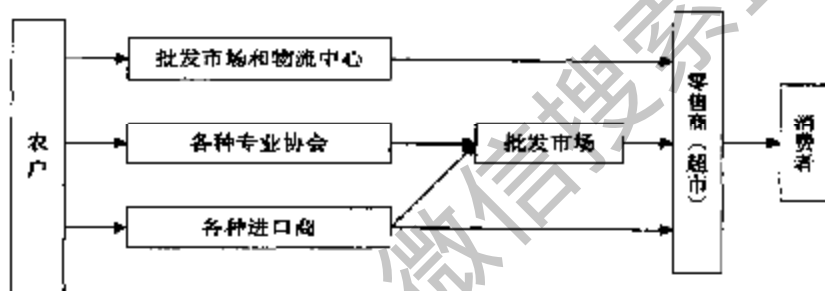 农户
批发市场和物流中心
各种专业协会
批发市场
各种进口商
零售商（超市）
消费者
微信搜索